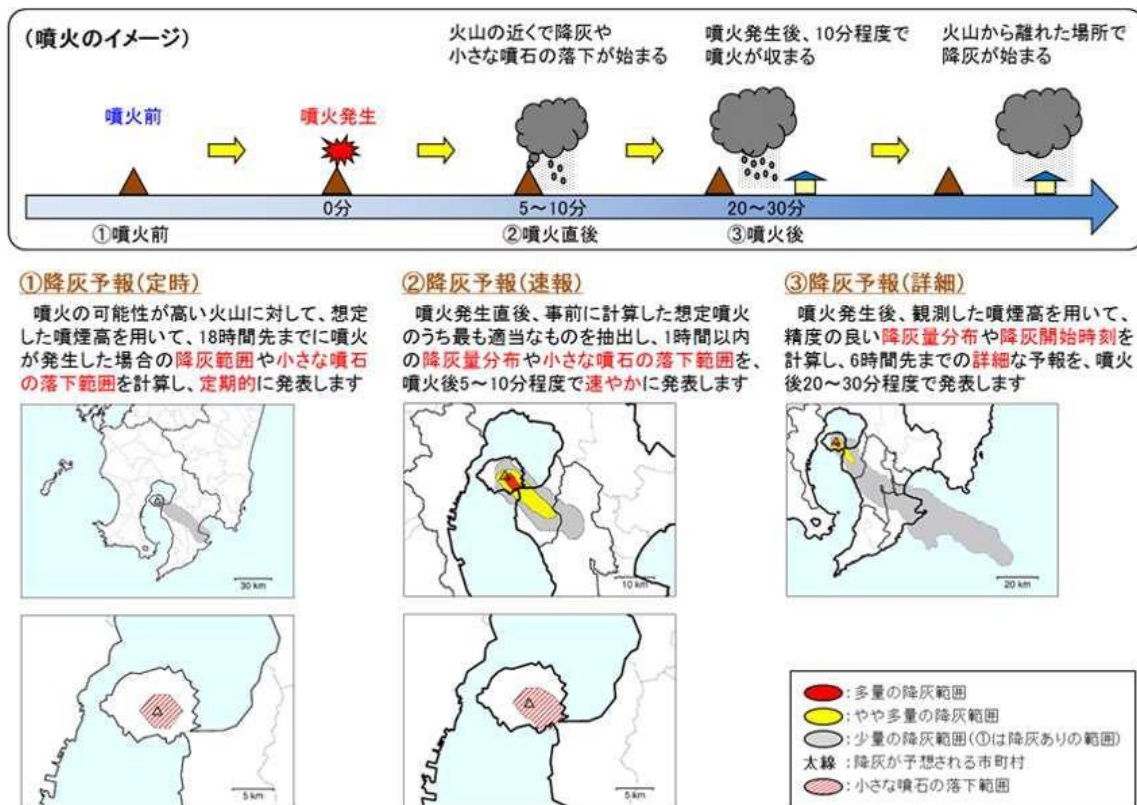 (噴火のイメージ)
噴火前
噴火発生
火山の近くで降灰や
小さな噴石の落下が始まる
噴火発生後、10分程度で
噴火が収まる
火山から離れた場所で
降灰が始まる
0分
5～10分
20～30分
①噴火前
②噴火直後
③噴火後
①降灰予報(定時)
噴火の可能性が高い火山に対して、想定
した噴煙高を用いて、18時間先までに噴火
が発生した場合の降灰範囲や小さな噴石
の落下範囲を計算し、定期的に発表します
30 km
5 km
②降灰予報(速報)
噴火発生直後、事前に計算した想定噴火
のうち最も適当なものを抽出し、1時間以内
の降灰量分布や小さな噴石の落下範囲を、
噴火後5～10分程度で速やかに発表します
10 km
5 km
③降灰予報(詳細)
噴火発生後、観測した噴煙高を用いて、
精度の良い降灰量分布や降灰開始時刻を
計算し、6時間先までの詳細な予報を、噴火
後20～30分程度で発表します
20 km
:多量の降灰範囲
:やや多量の降灰範囲
:少量の降灰範囲(①は降灰ありの範囲)
太線 :降灰が予想される市町村
:小さな噴石の落下範囲